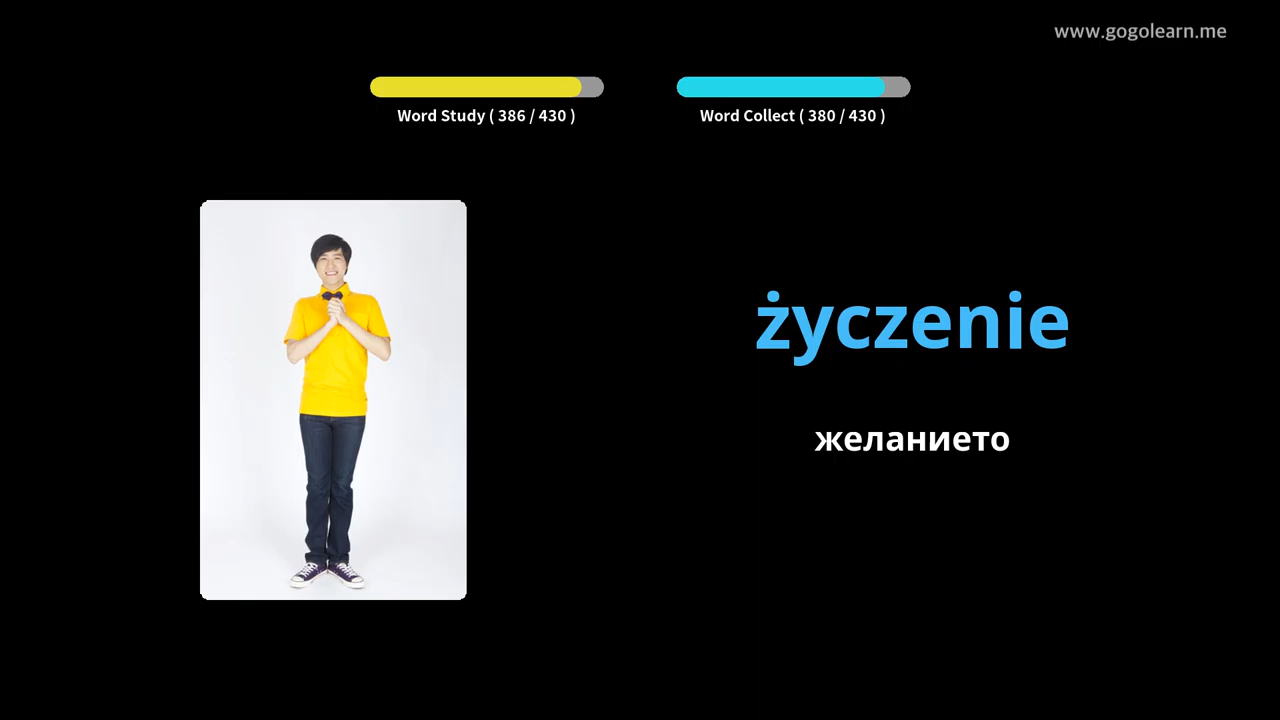 www.gogolearn.me
Word Study ( 386 / 430 )
Word Collect ( 380 / 430 )
życzenie
желанието